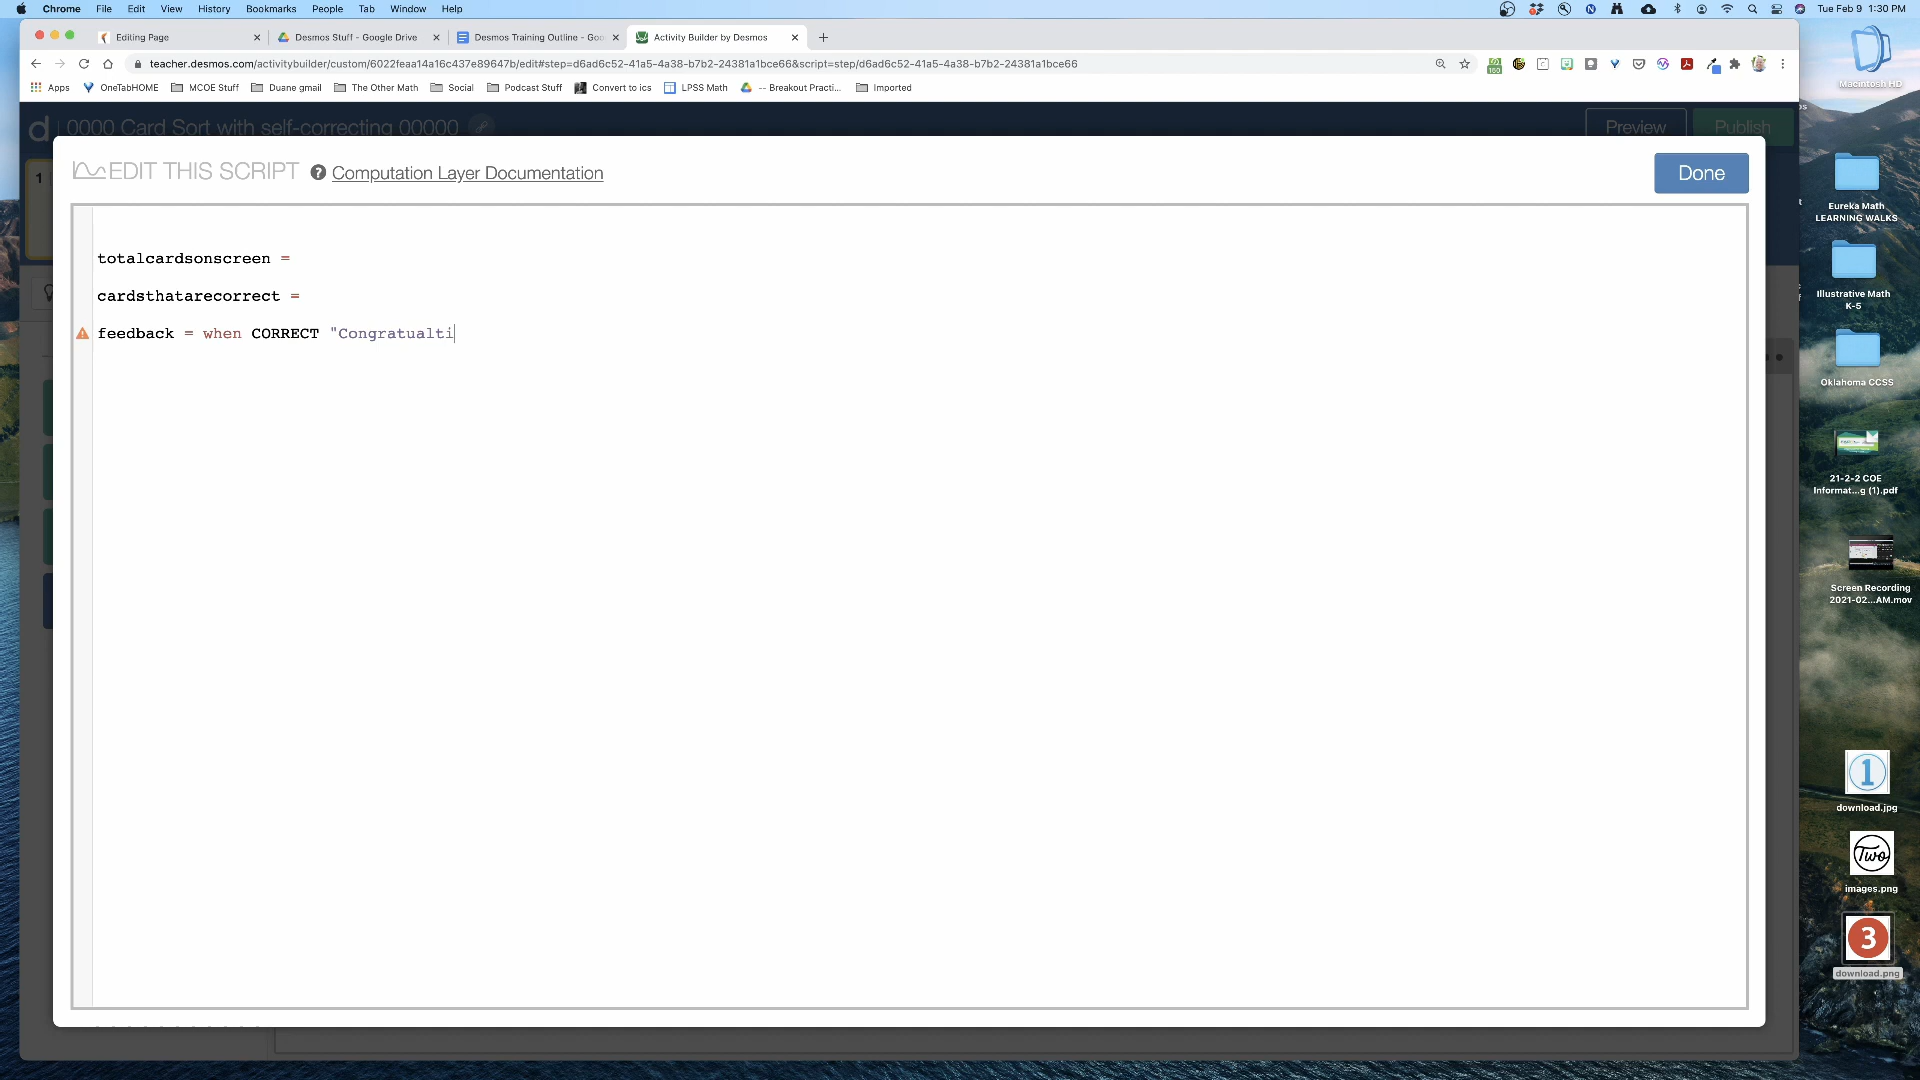 Chrome File Edit View History Bookmarks People Tab Window Help
Tue Feb 9 1:30 PM
Editing Page
Desmos Stuff - Google Drive
Desmos Training Outline - Goo
Activity Builder by Desmos
teacher.desmos.com/activitybuilder/custom/6022feaa14a16c437e89647b/edit#step=d6ad6c52-41a5-4a38-b7b2-24381a1bce66&script=step/d6ad6c52-41a5-4a38-b7b2-24381a1bce66
Apps OneTabHOME MCOE Stuff Duane gmail The Other Math Social Podcast Stuff Convert to ics LPSS Math -- Breakout Practi... Imported
0000 Card Sort with self-correcting 00000
Preview
Publish
1
EDIT THIS SCRIPT
? Computation Layer Documentation
Done
totalcardsonscreen =
cardsthatarecorrect =
feedback = when CORRECT "Congratualti
Macintosh HD
Eureka Math
LEARNING WALKS
Illustrative Math
K-5
Oklahoma CCSS
21-2-2 COE
Informat...g (1).pdf
Screen Recording
2021-02...AM.mov
1
download.jpg
Two
images.png
3
download.png